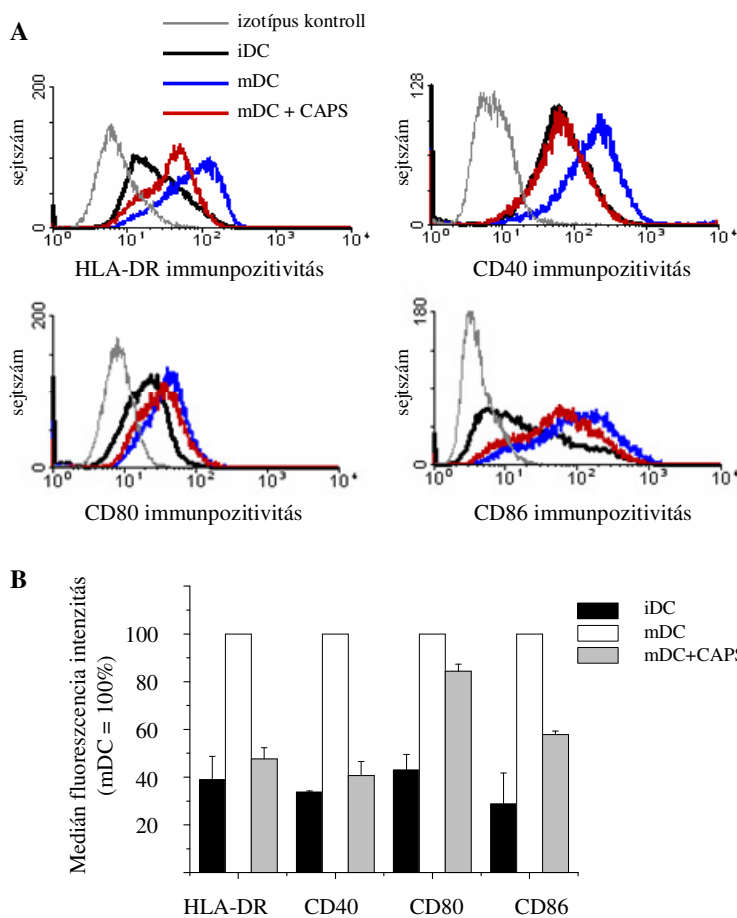 A
izotípus kontroll
iDC
mDC
mDC + CAPS
200
sejtszám
0
10⁰ 10¹ 10² 10³ 10⁴
HLA-DR immunpozitivitás
128
sejtszám
0
10⁰ 10¹ 10² 10³ 10⁴
CD40 immunpozitivitás
200
sejtszám
0
10⁰ 10¹ 10² 10³ 10⁴
CD80 immunpozitivitás
180
sejtszám
0
10⁰ 10¹ 10² 10³ 10⁴
CD86 immunpozitivitás
B
Medián fluoreszcencia intenzitás
(mDC = 100%)
100
80
60
40
20
HLA-DR CD40 CD80 CD86
iDC
mDC
mDC+CAPS